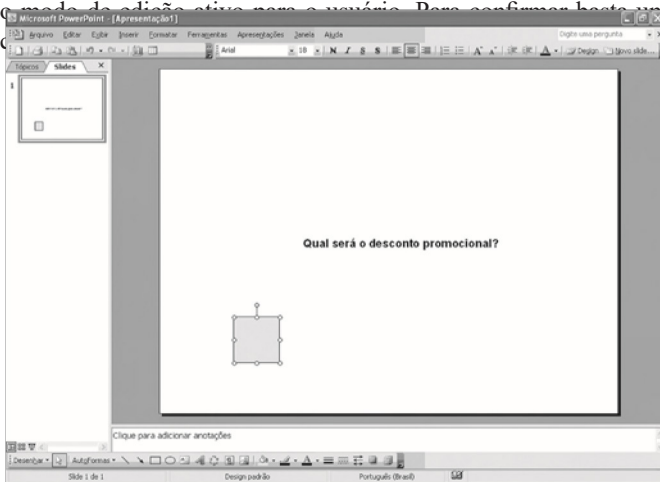 o modo de edição ativo para o usuário. Para confirmar basta um
Microsoft PowerPoint - [Apresentação1]
Arquivo Editar Exibir Inserir Formatar Ferramentas Apresentações Janela Ajuda Digite uma pergunta
Arial 18 N I S S A A A Design Novo slide...
Tópicos Slides
1
Qual será o desconto promocional?
Clique para adicionar anotações
Desenhar AutoFormas
Slide 1 de 1 Design padrão Português (Brasil)